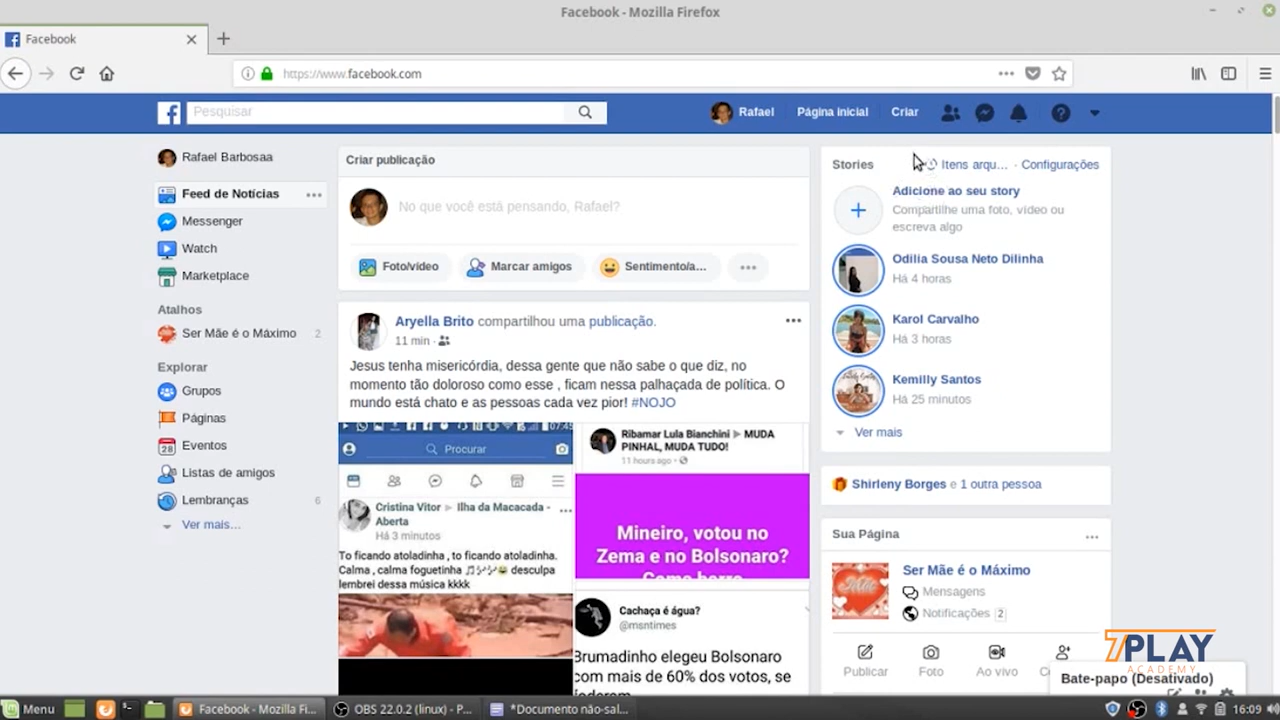 Facebook - Mozilla Firefox
Facebook
https://www.facebook.com
Pesquisar
Rafael
Página inicial
Criar
Rafael Barbosaa
Feed de Notícias
Messenger
Watch
Marketplace
Atalhos
Ser Mãe é o Máximo 2
Explorar
Grupos
Páginas
28
Eventos
Listas de amigos
Lembranças 6
Ver mais...
Criar publicação
No que você está pensando, Rafael?
Foto/vídeo
Marcar amigos
Sentimento/a...
Aryella Brito compartilhou uma publicação.
11 min ·
Jesus tenha misericórdia, dessa gente que não sabe o que diz, no
momento tão doloroso como esse , ficam nessa palhaçada de política. O
mundo está chato e as pessoas cada vez pior! #NOJO
Procurar
Cristina Vitor ▶ Ilha da Macacada -
Aberta
Há 3 minutos
To ficando atoladinha , to ficando atoladinha.
Calma , calma foguetinha desculpa
lembrei dessa música kkkk
Ribamar Lula Bianchini ▶ MUDA
PINHAL, MUDA TUDO!
11 hours ago ·
Mineiro, votou no
Zema e no Bolsonaro?
Cachaça é água?
@msntimes
Brumadinho elegeu Bolsonaro
com mais de 60% dos votos, se
Stories
Itens arqu... · Configurações
Adicione ao seu story
Compartilhe uma foto, vídeo ou
escreva algo
Odilia Sousa Neto Dilinha
Há 4 horas
Karol Carvalho
Há 3 horas
Kemilly Santos
Há 25 minutos
Ver mais
Shirleny Borges e 1 outra pessoa
Sua Página
Ser Mãe é o Máximo
Mensagens
Notificações 2
Publicar
Foto
Ao vivo
7PLAY
ACADEMY
Bate-papo (Desativado)
Menu
Facebook - Mozilla Fi...
OBS 22.0.2 (linux) - P...
*Documento não-sal...
16:09